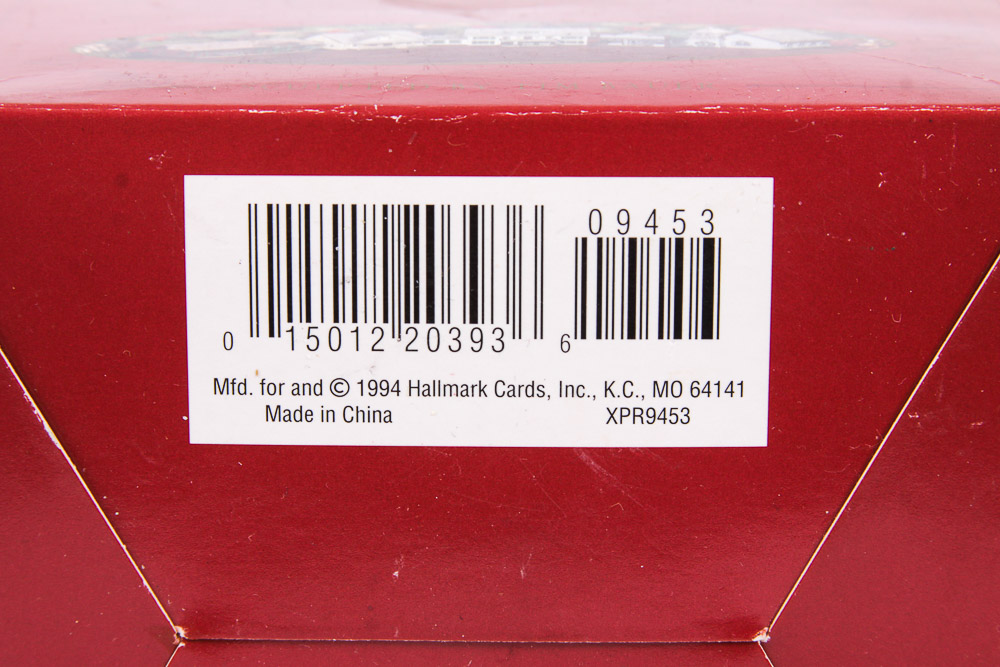 09453
0 15012 20393 6
Mfd. for and © 1994 Hallmark Cards, Inc., K.C., MO 64141
Made in China XPR9453